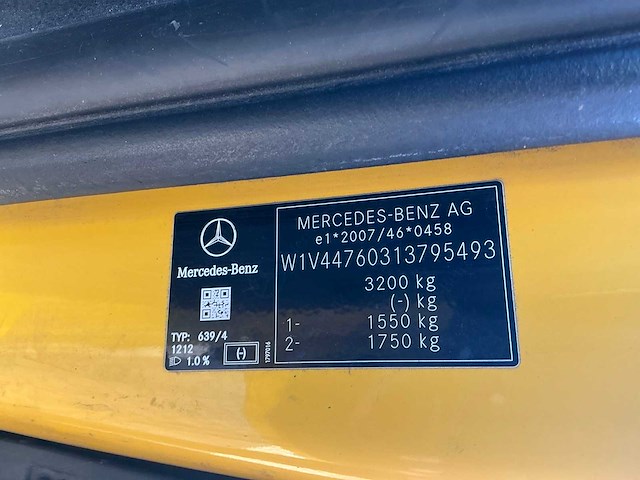 Mercedes-Benz
TYP: 639/4
1212
1.0 %
(-)
1797016
MERCEDES-BENZ AG
e1*2007/46*0458
W1V44760313795493
3200 kg
(-) kg
1- 1550 kg
2- 1750 kg